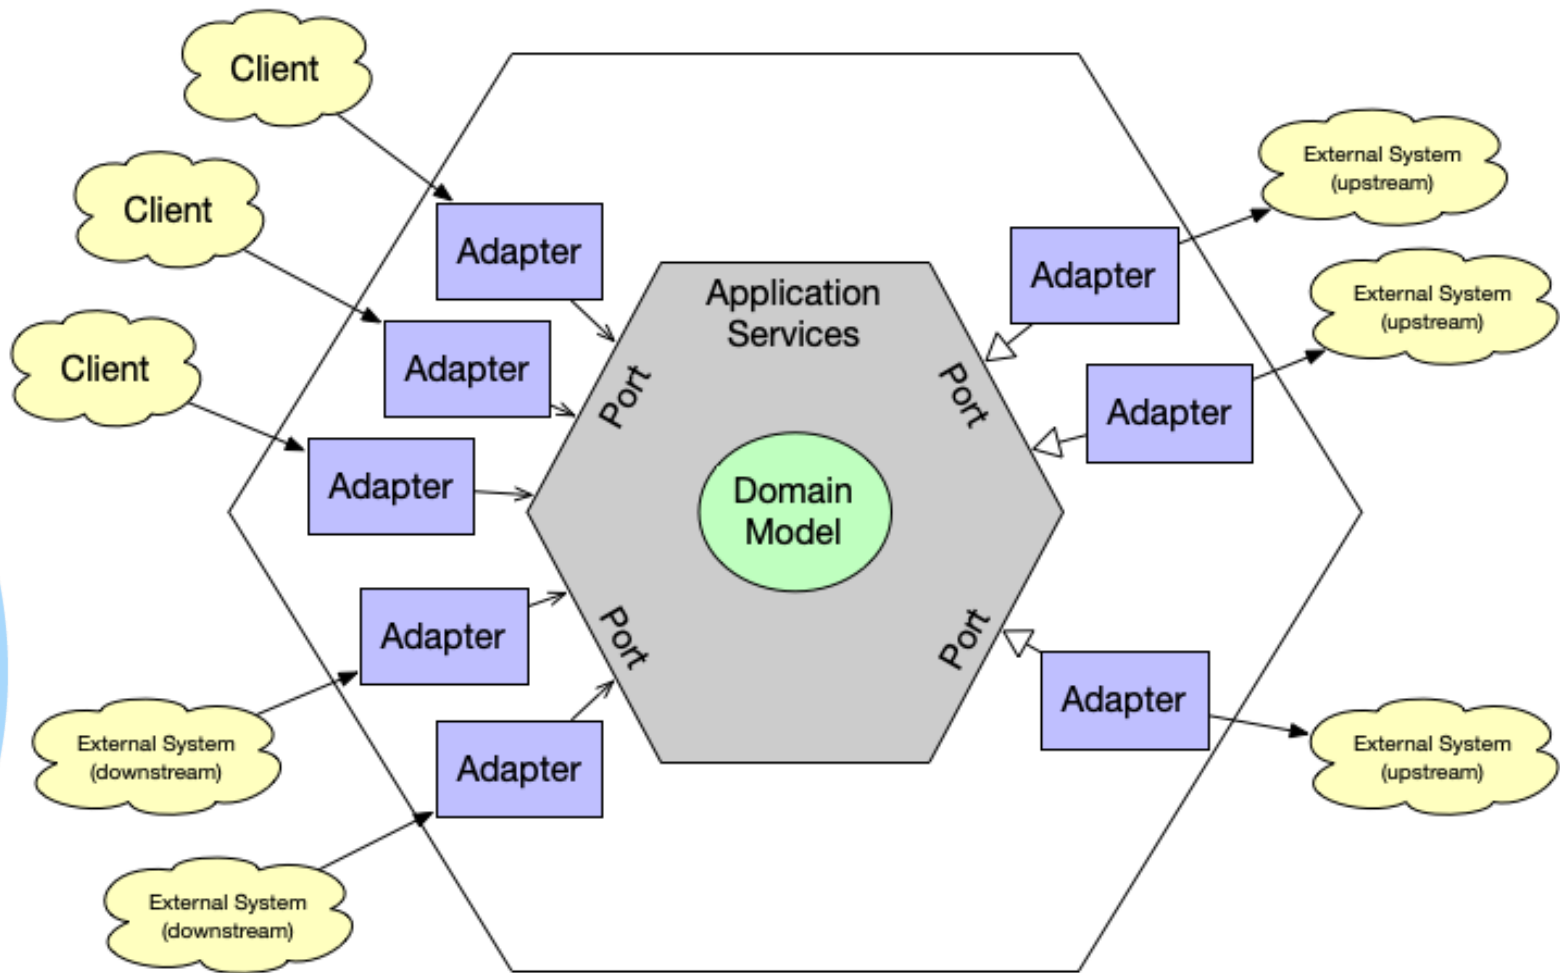 Client
Client
Client
Adapter
Adapter
Adapter
Adapter
Adapter
External System
(downstream)
External System
(downstream)
Application
Services
Port
Port
Port
Port
Domain
Model
Adapter
Adapter
Adapter
External System
(upstream)
External System
(upstream)
External System
(upstream)